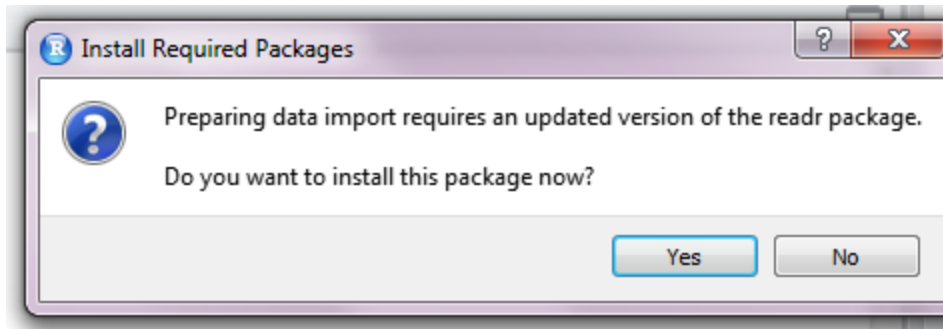 R Install Required Packages
? X
?
Preparing data import requires an updated version of the readr package.
Do you want to install this package now?
Yes No